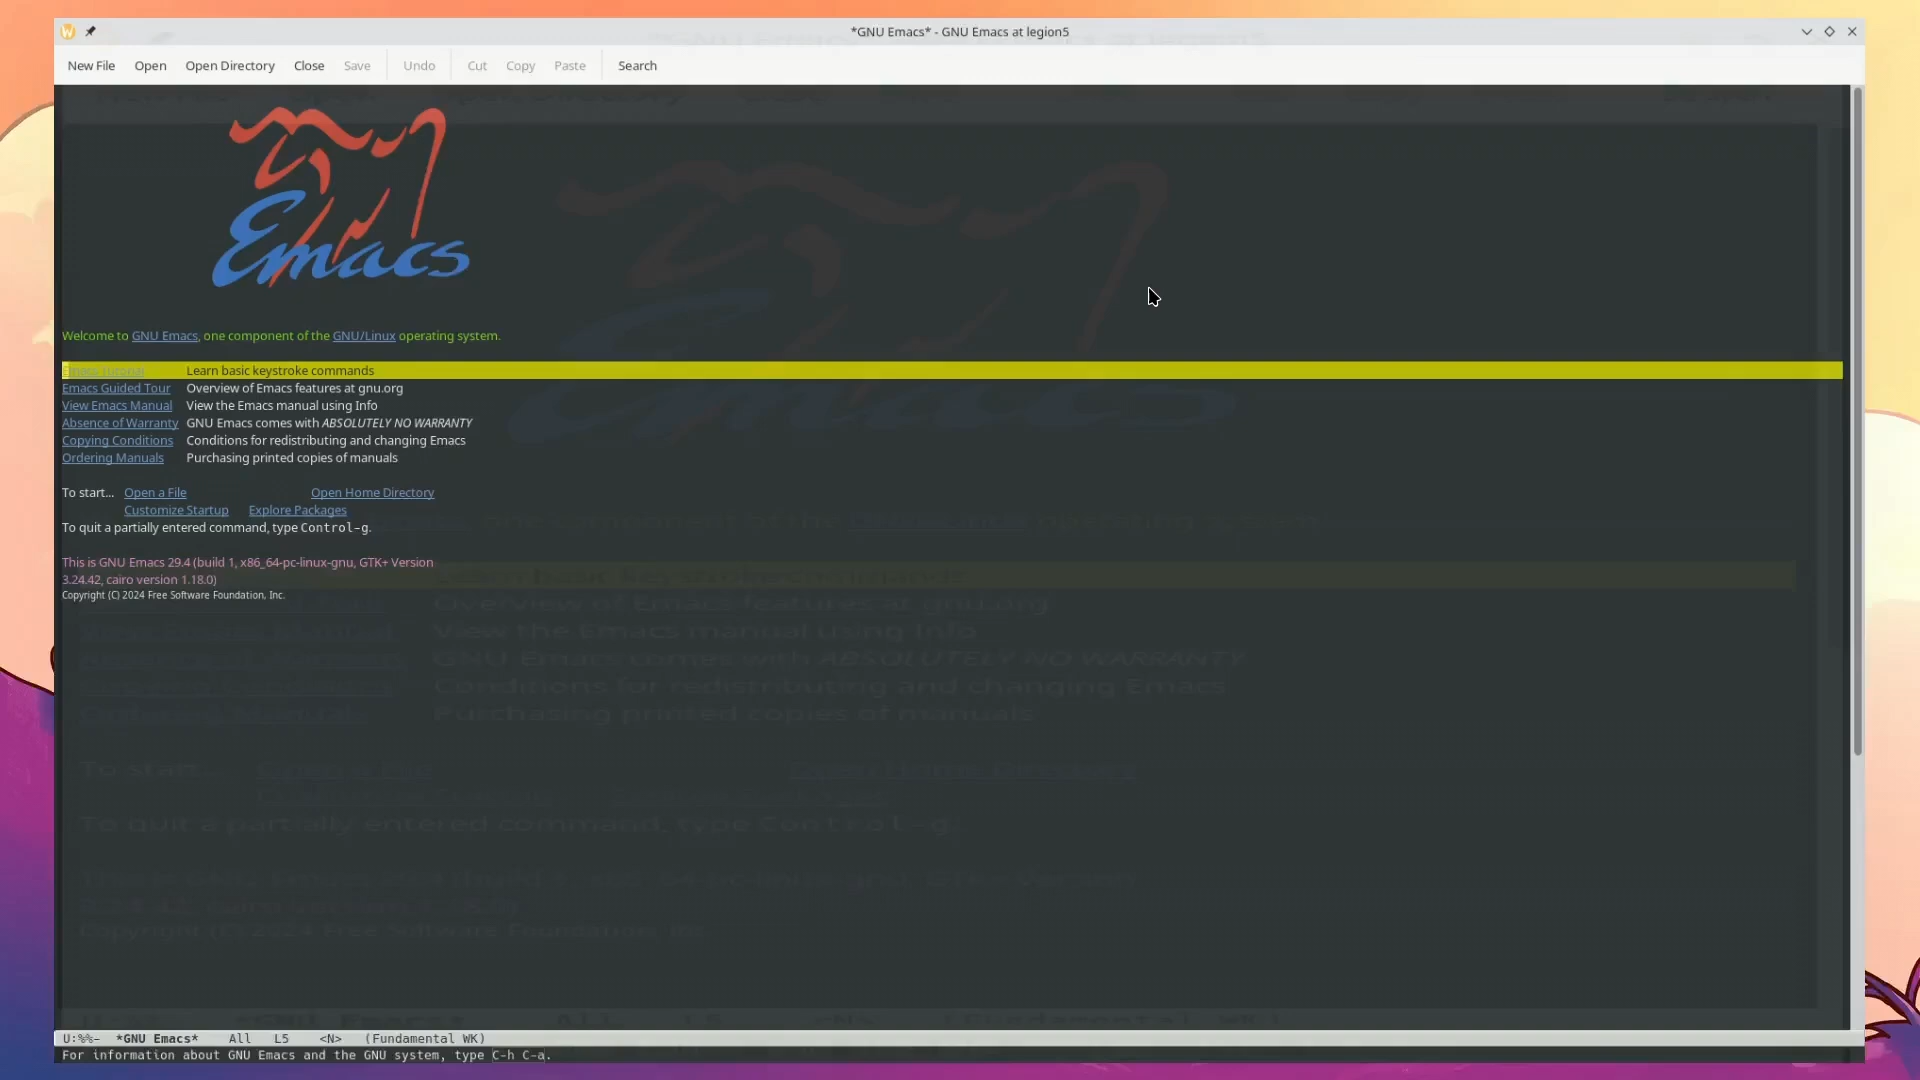 *GNU Emacs* - GNU Emacs at legion5
New File Open Open Directory Close Save Undo Cut Copy Paste Search
Emacs
Welcome to GNU Emacs, one component of the GNU/Linux operating system.
Emacs Tutorial Learn basic keystroke commands
Emacs Guided Tour Overview of Emacs features at gnu.org
View Emacs Manual View the Emacs manual using Info
Absence of Warranty GNU Emacs comes with ABSOLUTELY NO WARRANTY
Copying Conditions Conditions for redistributing and changing Emacs
Ordering Manuals Purchasing printed copies of manuals
To start... Open a File Open Home Directory
Customize Startup Explore Packages
To quit a partially entered command, type Control-g.
This is GNU Emacs 29.4 (build 1, x86_64-pc-linux-gnu, GTK+ Version
3.24.42, cairo version 1.18.0)
Copyright (C) 2024 Free Software Foundation, Inc.
U:%%- *GNU Emacs* All L5 <N> (Fundamental WK)
For information about GNU Emacs and the GNU system, type C-h C-a.